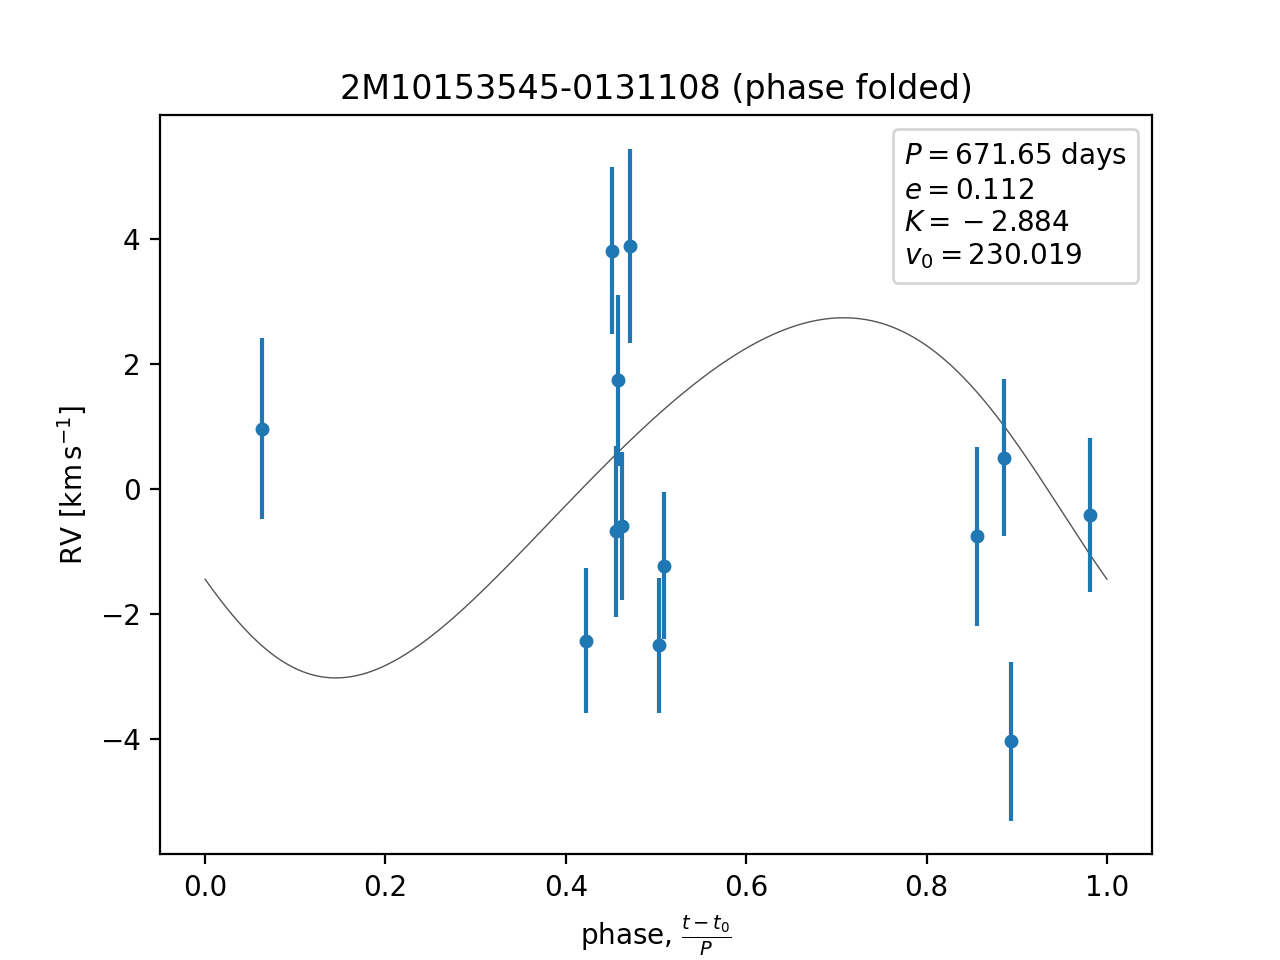 2M10153545-0131108 (phase folded)
P = 671.65 days
e = 0.112
K = −2.884
v₀ = 230.019
4
2
0
−2
−4
RV [km s⁻¹]
0.0 0.2 0.4 0.6 0.8 1.0
phase, (t − t₀)/P